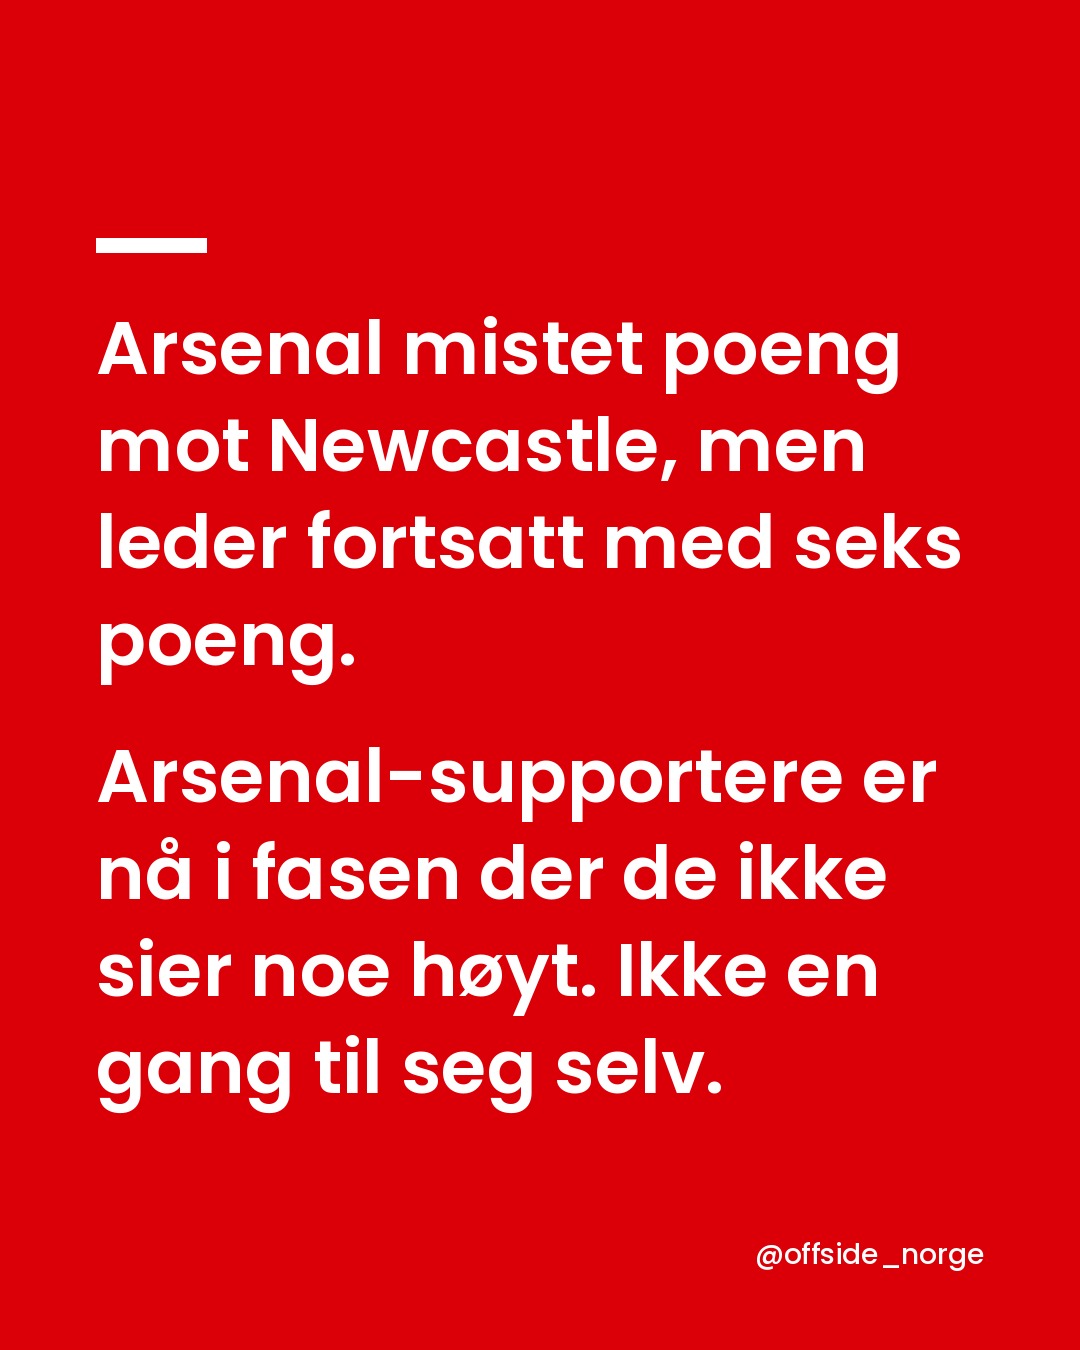 Arsenal mistet poeng
mot Newcastle, men
leder fortsatt med seks
poeng.
Arsenal-supportere er
nå i fasen der de ikke
sier noe høyt. Ikke en
gang til seg selv.
@offside_norge